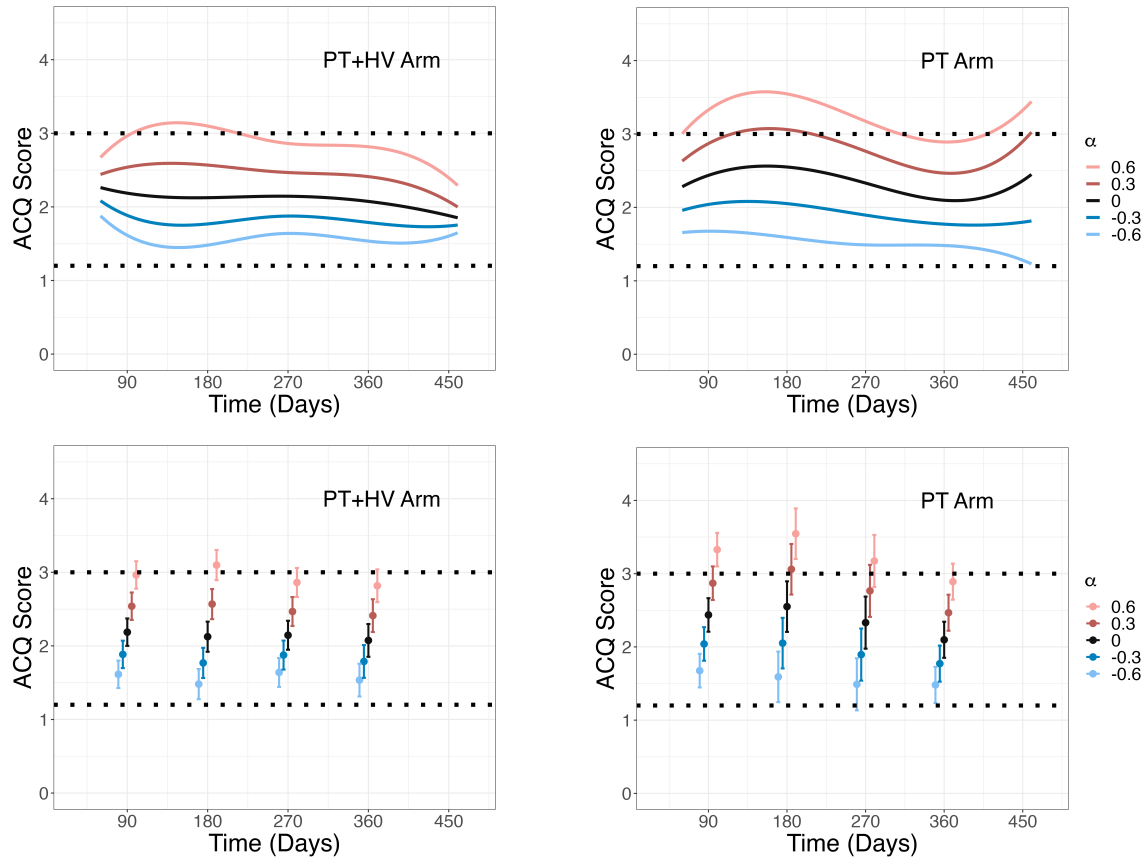 PT+HV Arm
ACQ Score
4
3
2
1
0
90 180 270 360 450
Time (Days)
PT Arm
ACQ Score
4
3
2
1
0
90 180 270 360 450
Time (Days)
α
0.6
0.3
0
-0.3
-0.6
PT+HV Arm
ACQ Score
4
3
2
1
0
90 180 270 360 450
Time (Days)
PT Arm
ACQ Score
4
3
2
1
0
90 180 270 360 450
Time (Days)
α
0.6
0.3
0
-0.3
-0.6